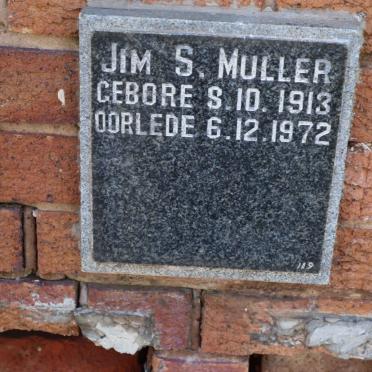 JIM S. MULLER
GEBORE 8.10.1913
OORLEDE 6.12.1972
119